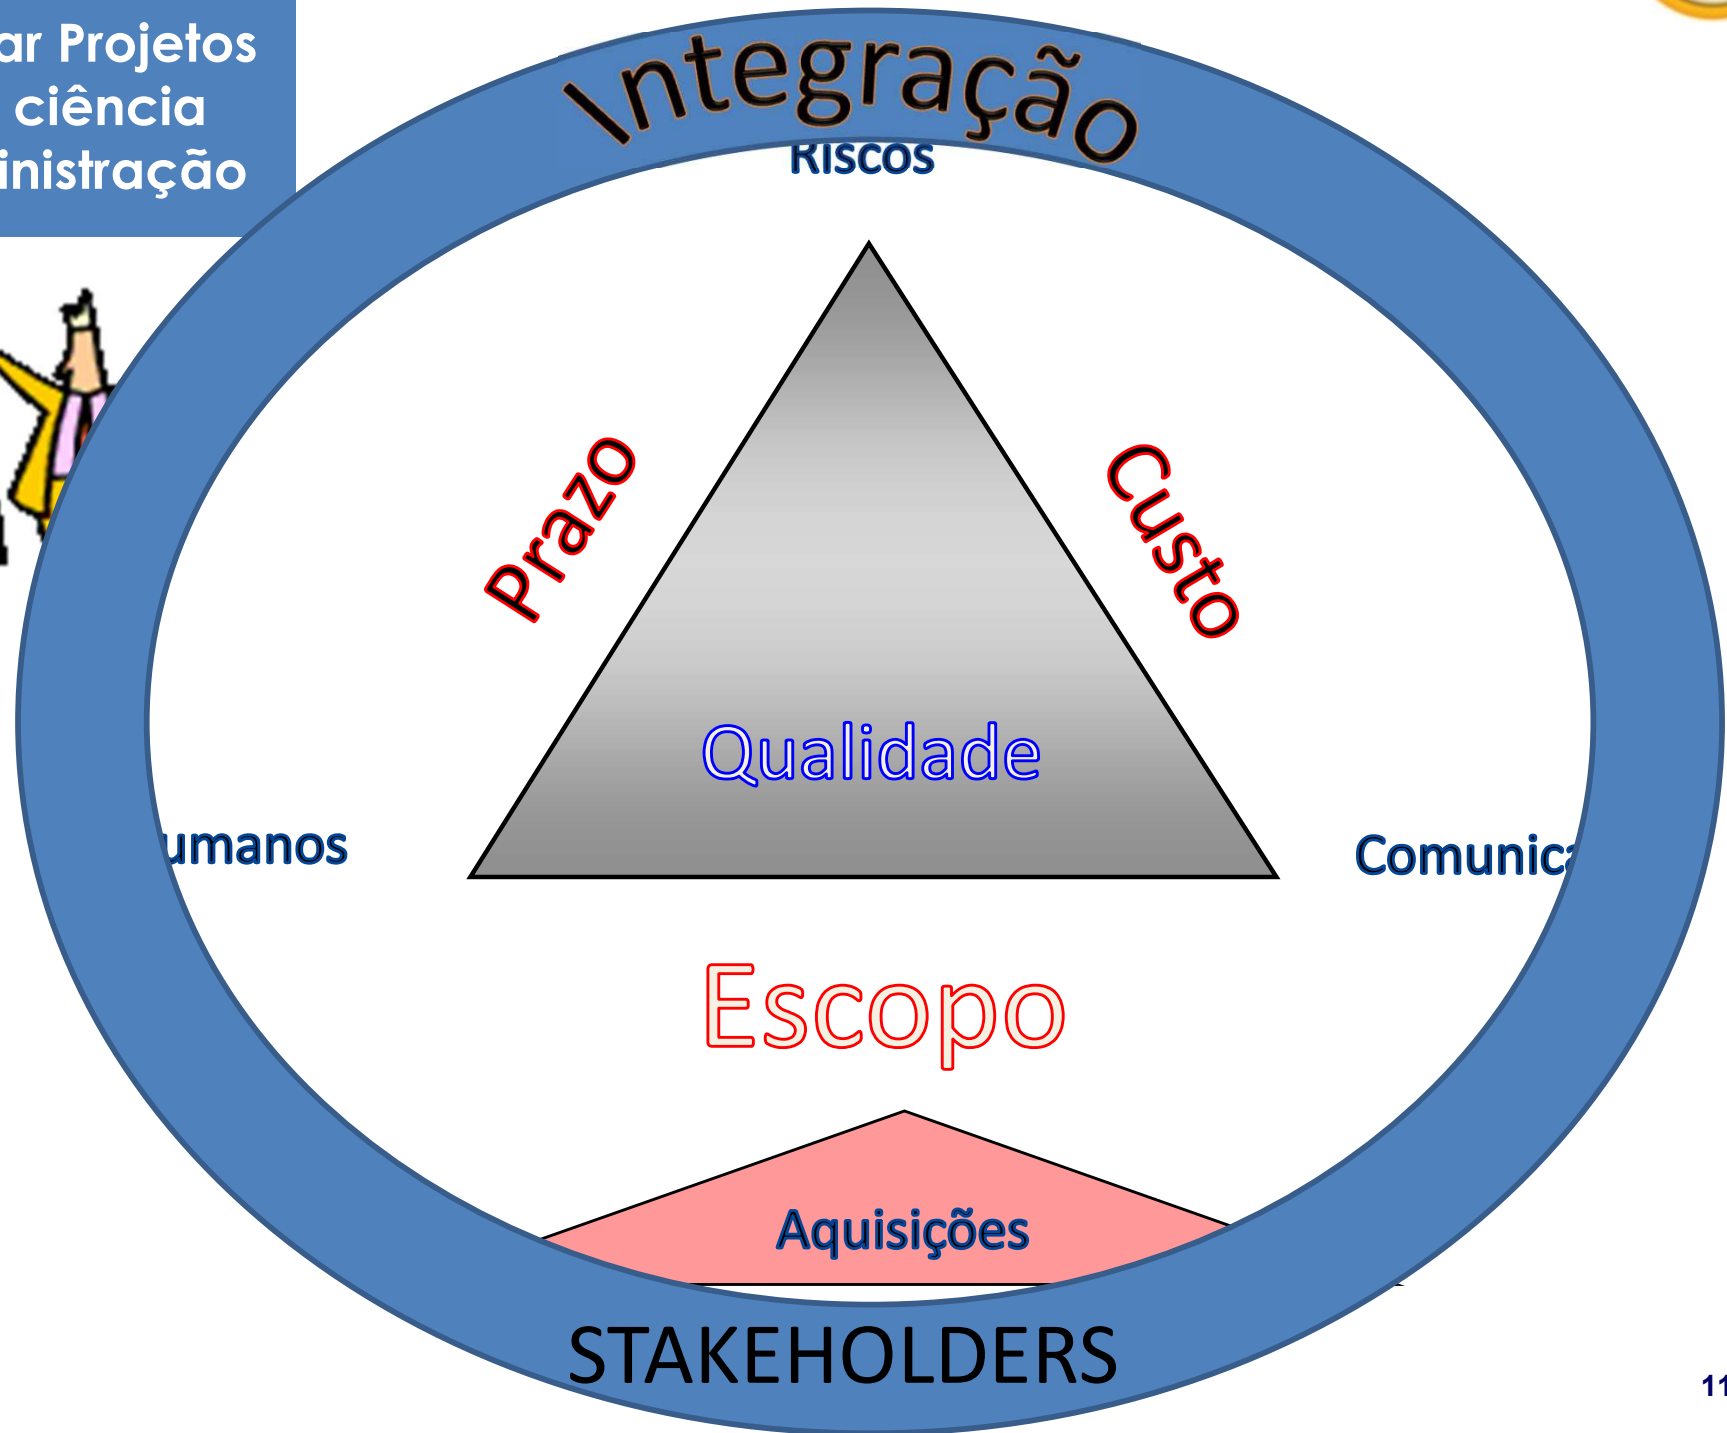 ar Projetos
ciência
inistração
Integração
Riscos
Prazo
Custo
Qualidade
umanos
Comunica
Escopo
Aquisições
STAKEHOLDERS
11